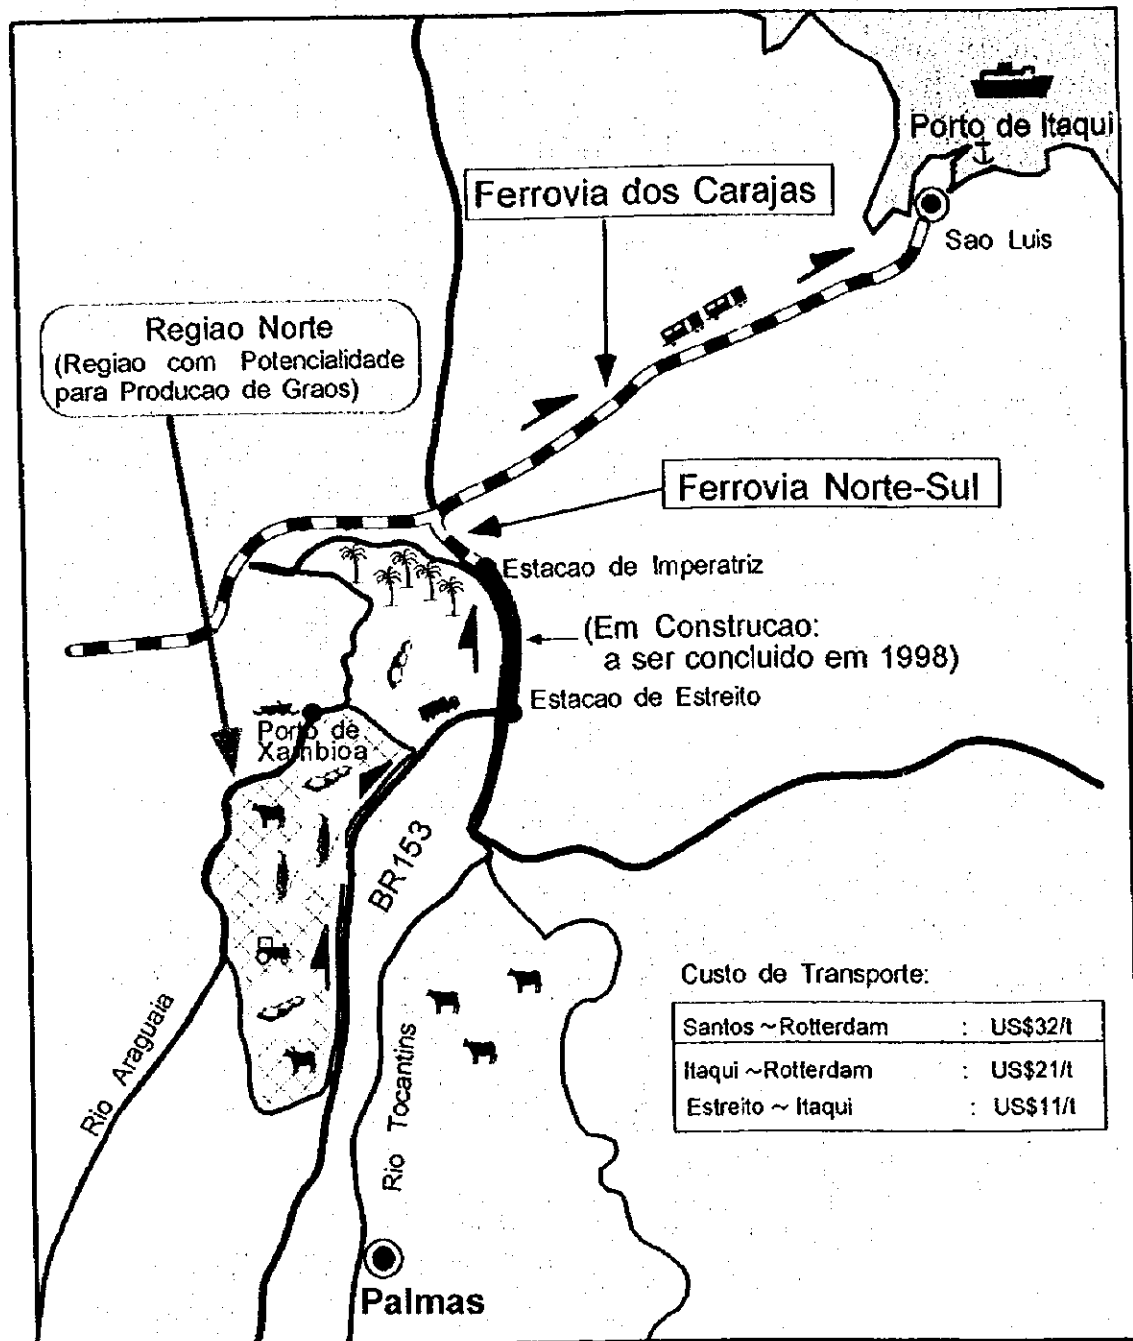 Porto de Itaqui
Ferrovia dos Carajas
Sao Luis
Regiao Norte
(Regiao com Potencialidade
para Producao de Graos)
Ferrovia Norte-Sul
Estacao de Imperatriz
(Em Construcao:
a ser concluido em 1998)
Estacao de Estreito
Porto de
Xambioa
BR153
Rio Araguaia
Rio Tocantins
Palmas
Custo de Transporte:
Santos ~ Rotterdam : US$32/t
Itaqui ~ Rotterdam : US$21/t
Estreito ~ Itaqui : US$11/t